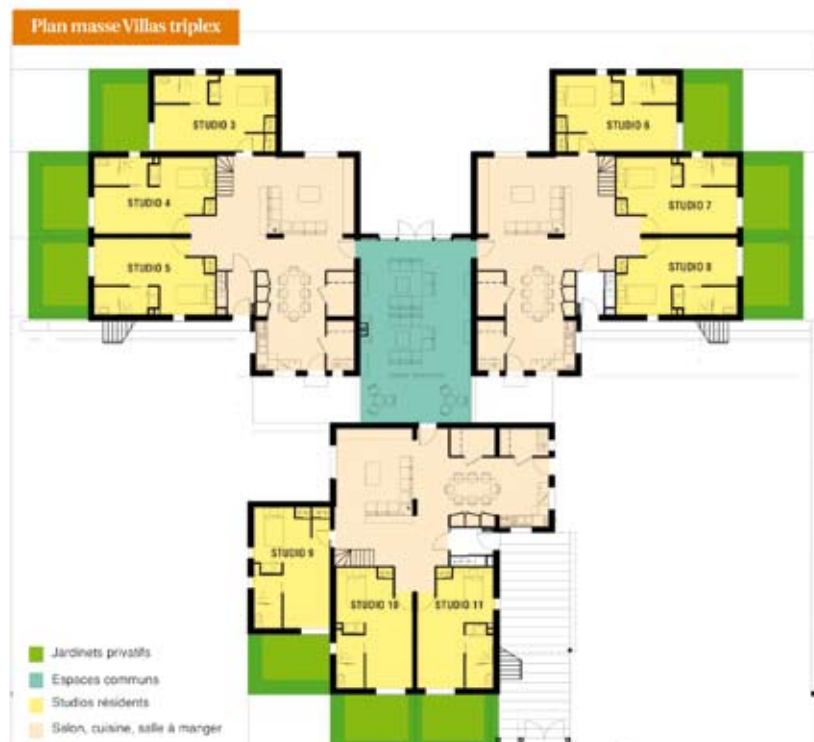 Plan masse Villas triplex
STUDIO 3
STUDIO 6
STUDIO 4
STUDIO 7
STUDIO 5
STUDIO 8
STUDIO 9
STUDIO 10
STUDIO 11
Jardinets privatifs
Espaces communs
Studios résidents
Salon, cuisine, salle à manger